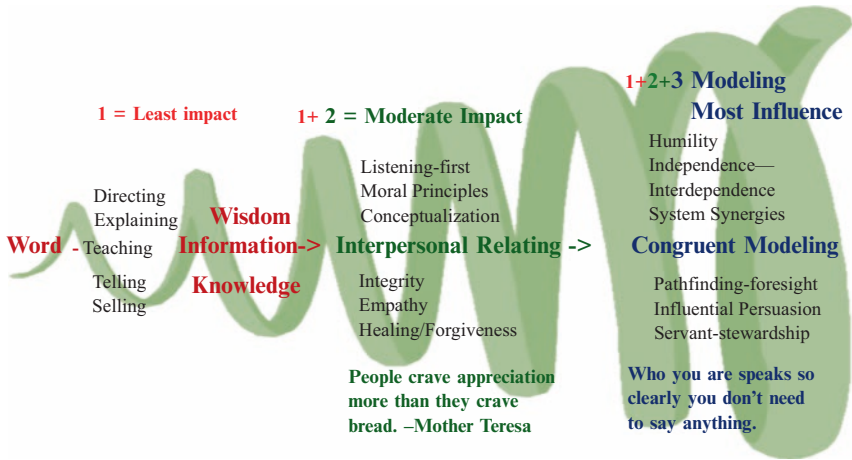 1 = Least impact
Directing
Explaining
Word - Teaching
Telling
Selling
Wisdom
Information->
Knowledge
1+ 2 = Moderate Impact
Listening-first
Moral Principles
Conceptualization
Interpersonal Relating ->
Integrity
Empathy
Healing/Forgiveness
People crave appreciation
more than they crave
bread. –Mother Teresa
1+2+3 Modeling
Most Influence
Humility
Independence—
Interdependence
System Synergies
Congruent Modeling
Pathfinding-foresight
Influential Persuasion
Servant-stewardship
Who you are speaks so
clearly you don’t need
to say anything.